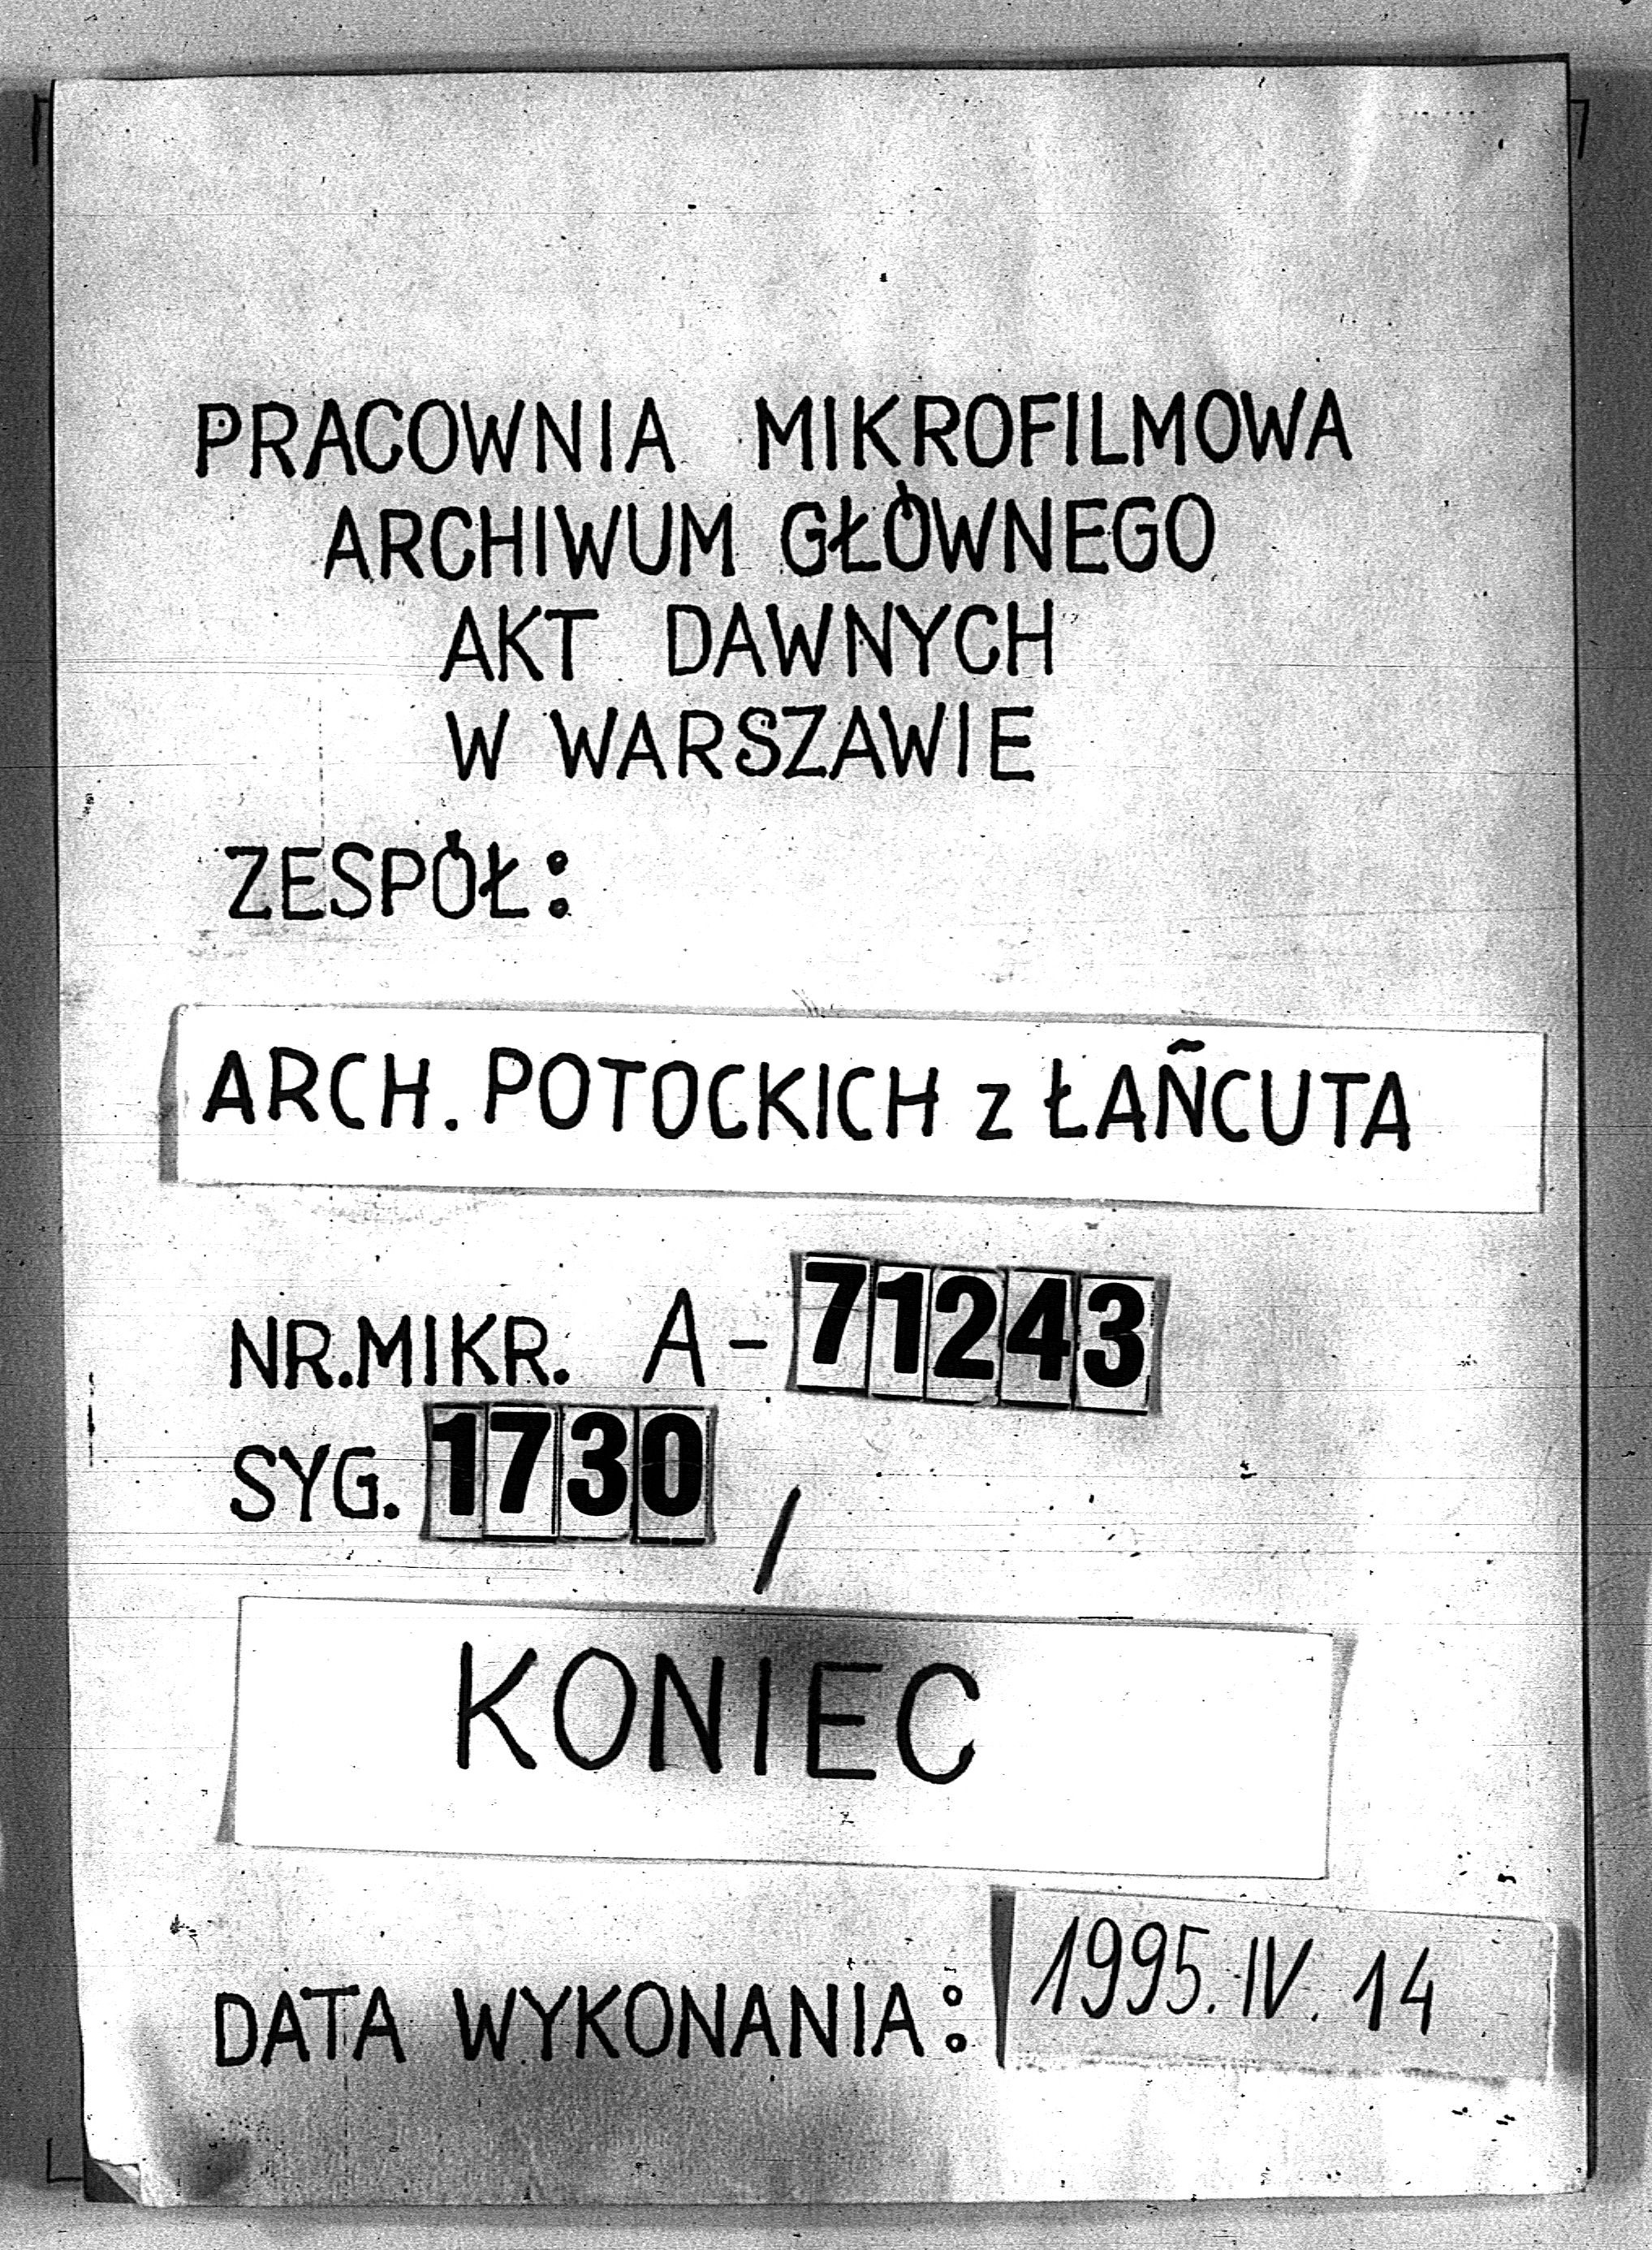 PRACOWNIA MIKROFILMOWA
ARCHIWUM GŁÓWNEGO
AKT DAWNYCH
W WARSZAWIE
ZESPÓŁ:
ARCH. POTOCKICH z ŁAÑCUTA
NR.MIKR. A-71243
SYG. 1730 /
KONIEC
DATA WYKONANIA: 1995.IV.14